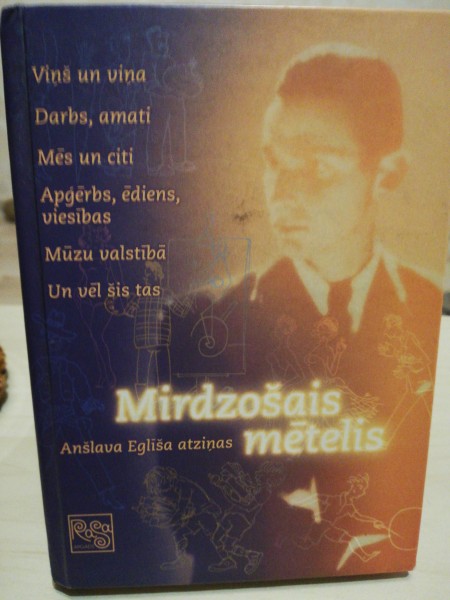 Viņš un viņa
Darbs, amati
Mēs un citi
Apģērbs, ēdiens,
viesības
Mūzu valstībā
Un vēl šis tas
Mirdzošais
Anšlava Eglīša atziņas mētelis
RaSa